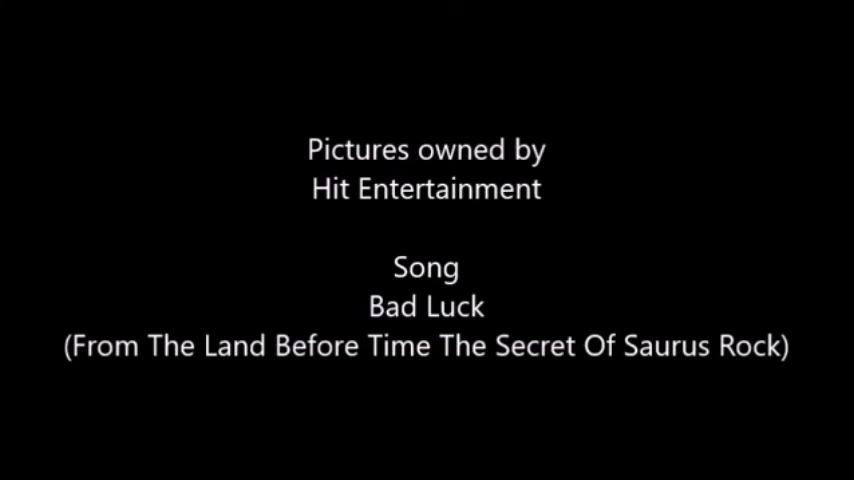 Pictures owned by
Hit Entertainment
Song
Bad Luck
(From The Land Before Time The Secret Of Saurus Rock)